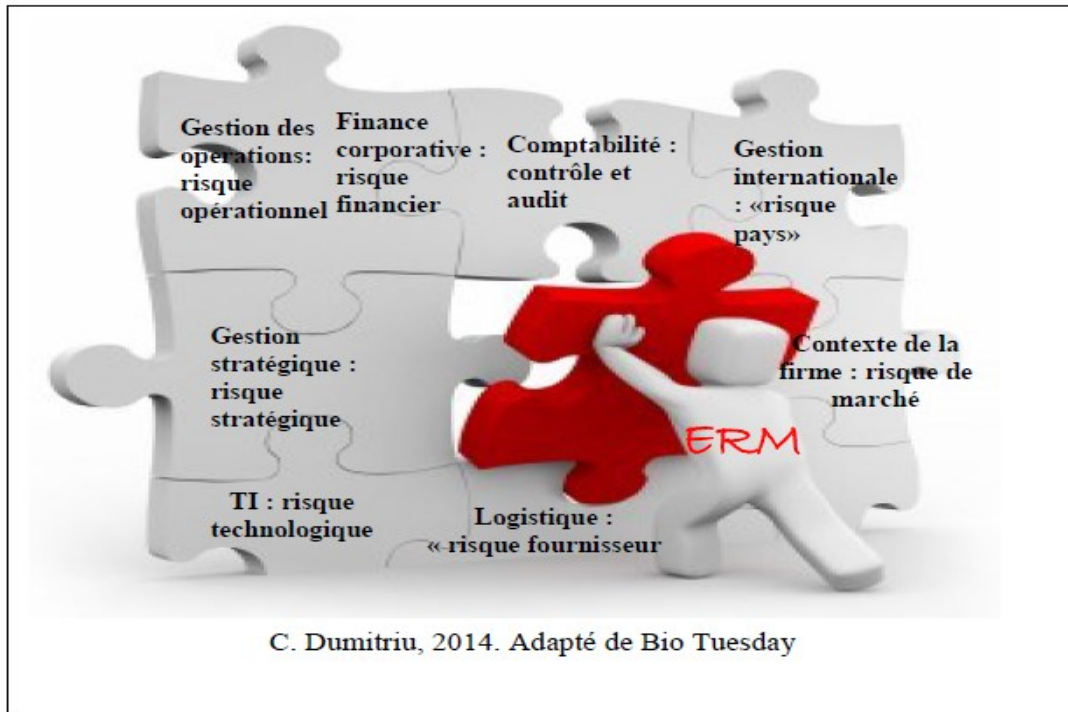 Gestion des
operations:
risque
opérationnel
Finance
corporative :
risque
financier
Comptabilité :
contrôle et
audit
Gestion
internationale
: «risque
pays»
Gestion
stratégique :
risque
stratégique
Contexte de la
firme : risque de
marché
ERM
TI : risque
technologique
Logistique :
« risque fournisseur
C. Dumitriu, 2014. Adapté de Bio Tuesday